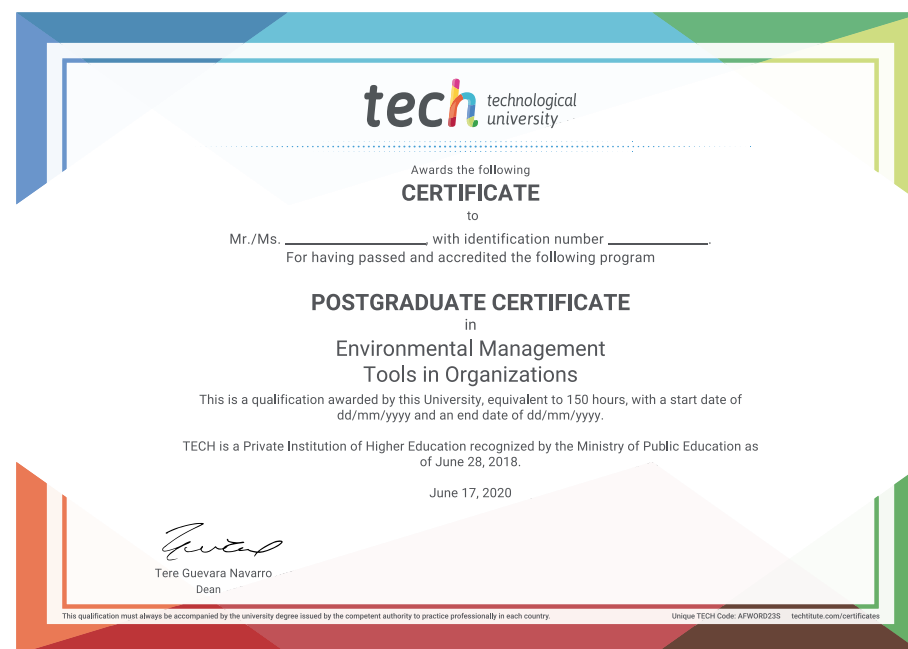 tech technological
university
Awards the following
CERTIFICATE
to
Mr./Ms. ____________, with identification number ____________.
For having passed and accredited the following program
POSTGRADUATE CERTIFICATE
in
Environmental Management
Tools in Organizations
This is a qualification awarded by this University, equivalent to 150 hours, with a start date of
dd/mm/yyyy and an end date of dd/mm/yyyy.
TECH is a Private Institution of Higher Education recognized by the Ministry of Public Education as
of June 28, 2018.
June 17, 2020
Tere Guevara Navarro
Dean
This qualification must always be accompanied by the university degree issued by the competent authority to practice professionally in each country.
Unique TECH Code: AFWORD23S techtitute.com/certificates